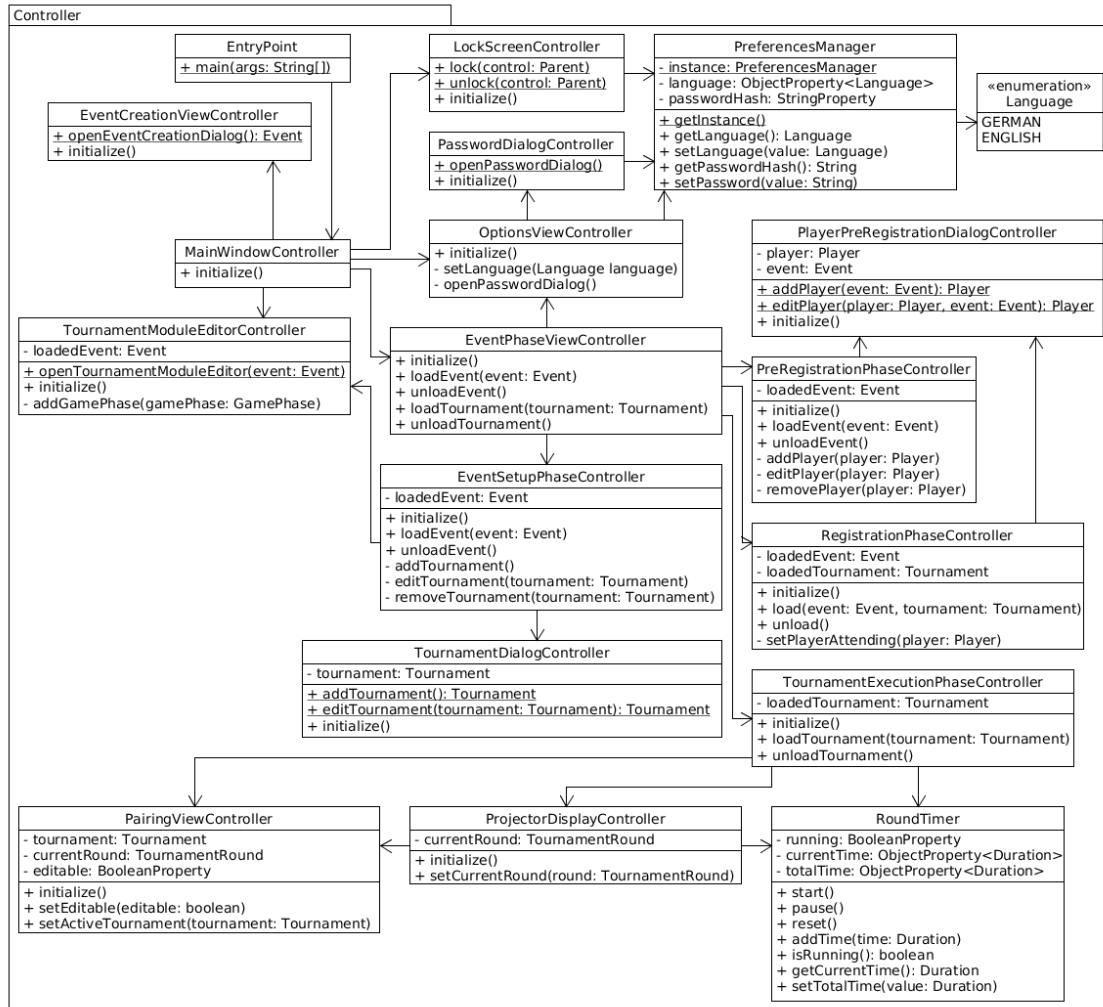 Controller
EntryPoint
+ main(args: String[])
EventCreationViewController
+ openEventCreationDialog(): Event
+ initialize()
LockScreenController
+ lock(control: Parent)
+ unlock(control: Parent)
+ initialize()
PreferencesManager
- instance: PreferencesManager
- language: ObjectProperty<Language>
- passwordHash: StringProperty
+ getInstance()
+ getLanguage(): Language
+ setLanguage(value: Language)
+ getPasswordHash(): String
+ setPassword(value: String)
«enumeration»
Language
GERMAN
ENGLISH
PasswordDialogController
+ openPasswordDialog()
+ initialize()
MainWindowController
+ initialize()
OptionsViewController
+ initialize()
- setLanguage(Language language)
- openPasswordDialog()
PlayerPreRegistrationDialogController
- player: Player
- event: Event
+ addPlayer(event: Event): Player
+ editPlayer(player: Player, event: Event): Player
+ initialize()
TournamentModuleEditorController
- loadedEvent: Event
+ openTournamentModuleEditor(event: Event)
+ initialize()
- addGamePhase(gamePhase: GamePhase)
EventPhaseViewController
+ initialize()
+ loadEvent(event: Event)
+ unloadEvent()
+ loadTournament(tournament: Tournament)
+ unloadTournament()
PreRegistrationPhaseController
- loadedEvent: Event
+ initialize()
+ loadEvent(event: Event)
+ unloadEvent()
- addPlayer(player: Player)
- editPlayer(player: Player)
- removePlayer(player: Player)
EventSetupPhaseController
- loadedEvent: Event
+ initialize()
+ loadEvent(event: Event)
+ unloadEvent()
- addTournament()
- editTournament(tournament: Tournament)
- removeTournament(tournament: Tournament)
RegistrationPhaseController
- loadedEvent: Event
- loadedTournament: Tournament
+ initialize()
+ load(event: Event, tournament: Tournament)
+ unload()
- setPlayerAttending(player: Player)
TournamentDialogController
- tournament: Tournament
+ addTournament(): Tournament
+ editTournament(tournament: Tournament): Tournament
+ initialize()
TournamentExecutionPhaseController
- loadedTournament: Tournament
+ initialize()
+ loadTournament(tournament: Tournament)
+ unloadTournament()
PairingViewController
- tournament: Tournament
- currentRound: TournamentRound
- editable: BooleanProperty
+ initialize()
+ setEditable(editable: boolean)
+ setActiveTournament(tournament: Tournament)
ProjectorDisplayController
- currentRound: TournamentRound
+ initialize()
+ setCurrentRound(round: TournamentRound)
RoundTimer
- running: BooleanProperty
- currentTime: ObjectProperty<Duration>
- totalTime: ObjectProperty<Duration>
+ start()
+ pause()
+ reset()
+ addTime(time: Duration)
+ isRunning(): boolean
+ getCurrentTime(): Duration
+ setTotalTime(value: Duration)